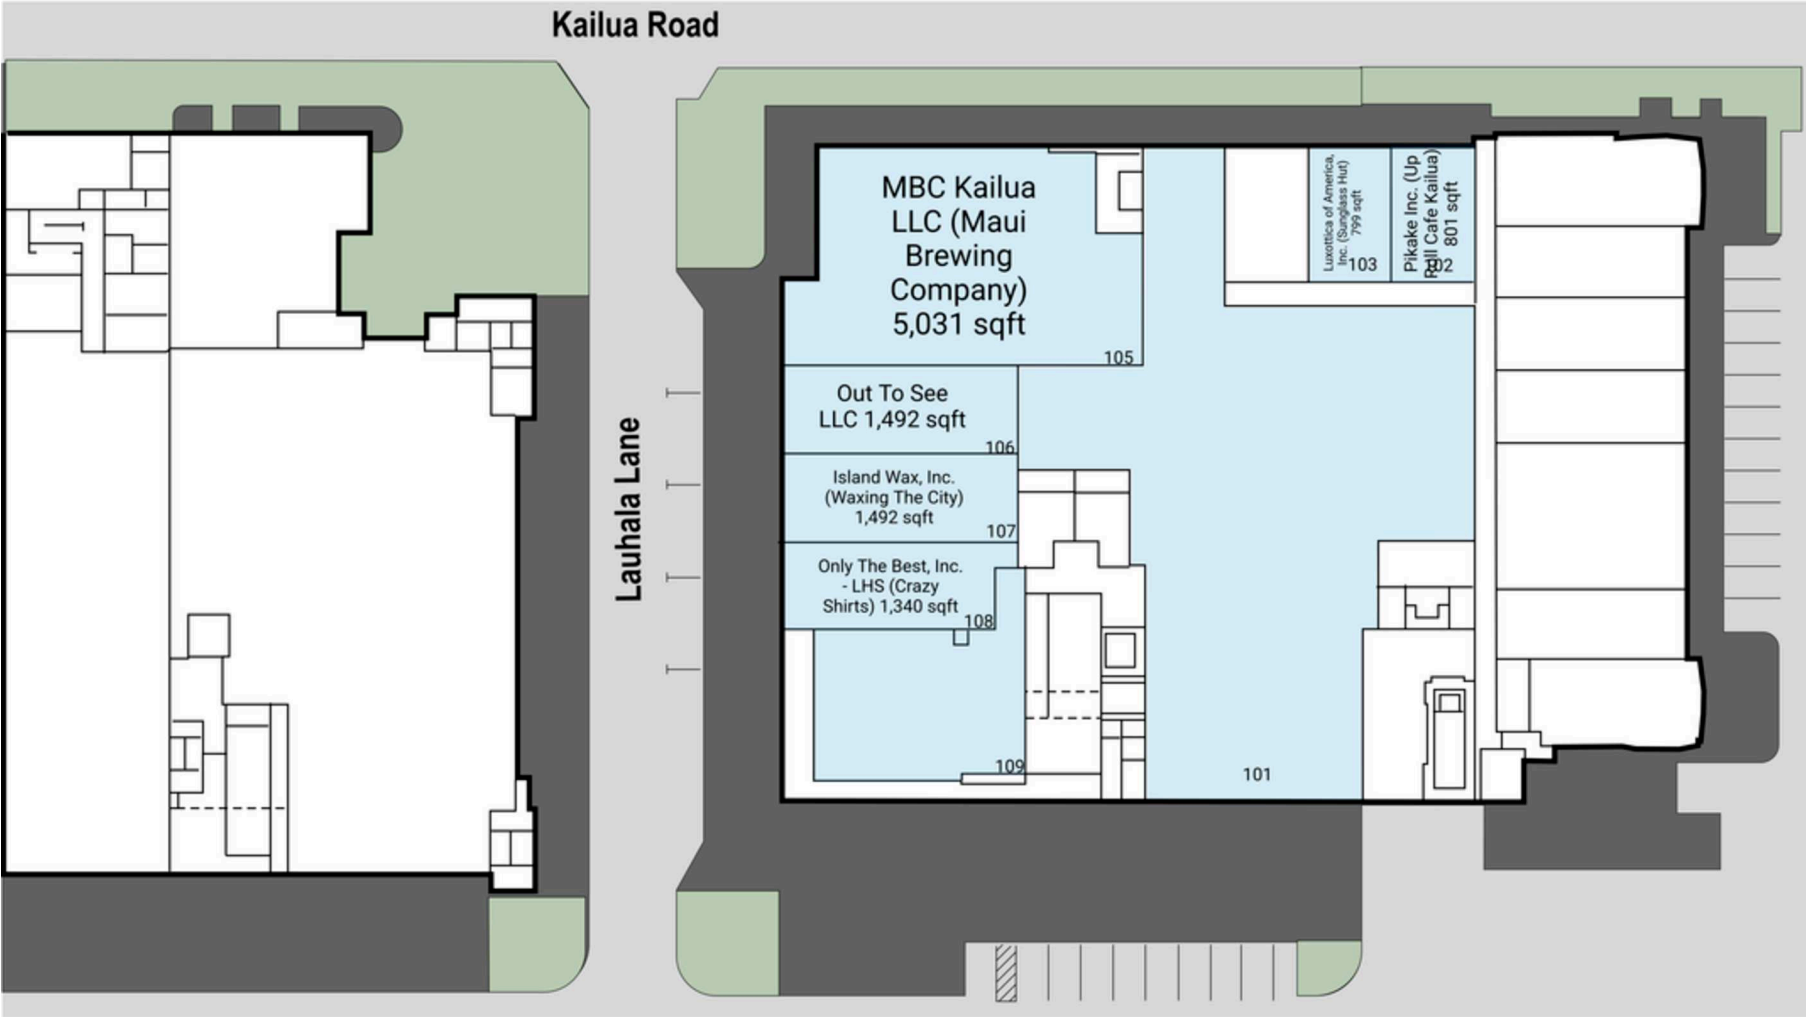 Kailua Road
MBC Kailua
LLC (Maui
Brewing
Company)
5,031 sqft
105
Luxottica of America,
Inc. (Sunglass Hut)
799 sqft
103
Pikake Inc. (Up
Roll Cafe Kailua)
801 sqft
102
Out To See
LLC 1,492 sqft
106
Island Wax, Inc.
(Waxing The City)
1,492 sqft
107
Only The Best, Inc.
- LHS (Crazy
Shirts) 1,340 sqft
108
109
101
Lauhala Lane